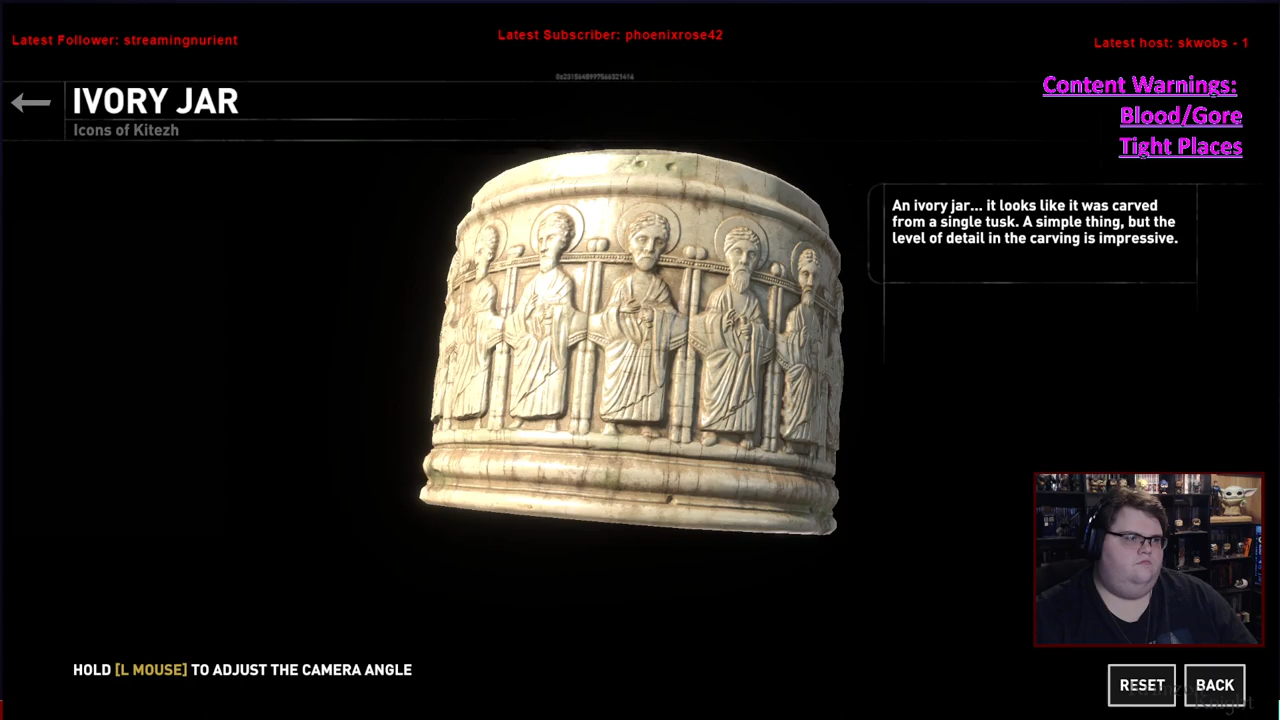 Latest Follower: streamingnurient
Latest Subscriber: phoenixrose42
Latest host: skwobs - 1
IVORY JAR
Icons of Kitezh
Content Warnings:
Blood/Gore
Tight Places
An ivory jar... it looks like it was carved
from a single tusk. A simple thing, but the
level of detail in the carving is impressive.
HOLD [L MOUSE] TO ADJUST THE CAMERA ANGLE
RESET
BACK